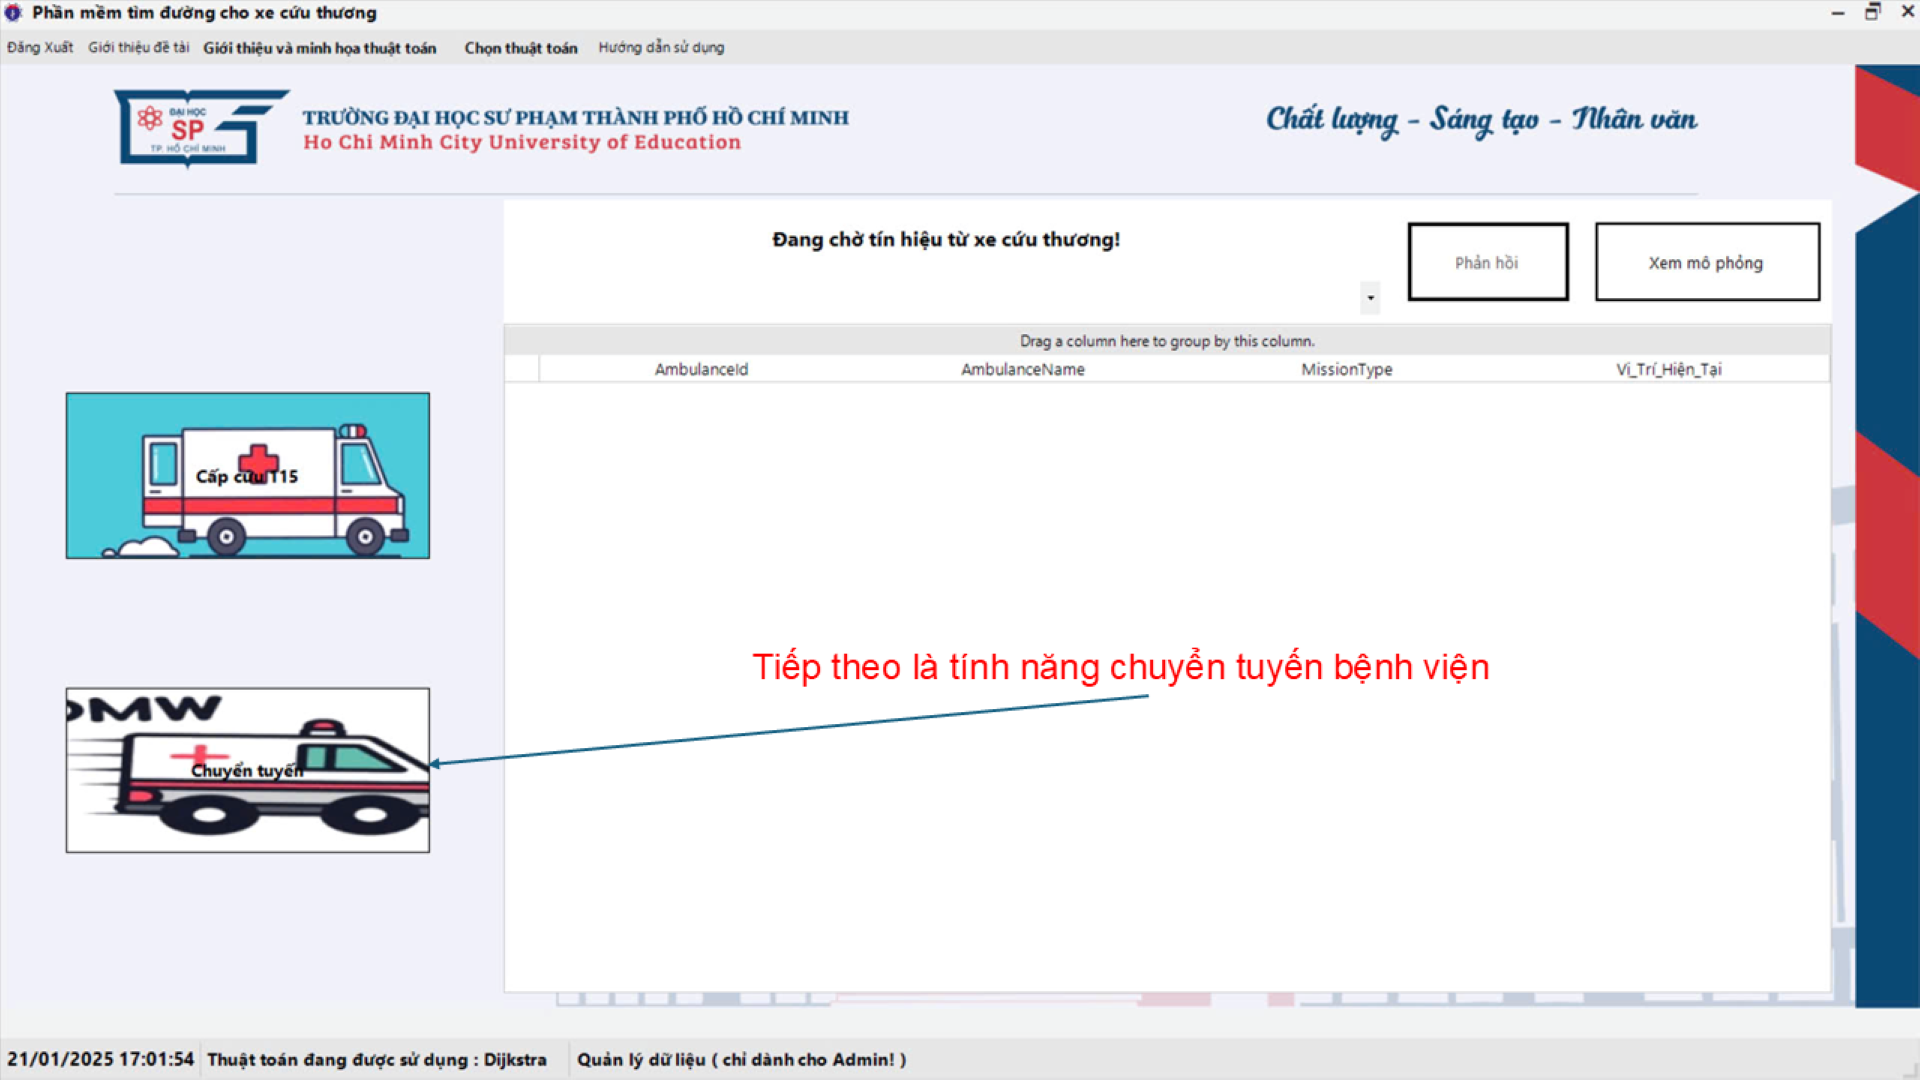 Phần mềm tìm đường cho xe cứu thương
Đăng Xuất Giới thiệu đề tài Giới thiệu và minh họa thuật toán Chọn thuật toán Hướng dẫn sử dụng
ĐẠI HỌC
SP
TP. HỒ CHÍ MINH
TRƯỜNG ĐẠI HỌC SƯ PHẠM THÀNH PHỐ HỒ CHÍ MINH
Ho Chi Minh City University of Education
Chất lượng - Sáng tạo - Nhân văn
Đang chờ tín hiệu từ xe cứu thương!
Phản hồi
Xem mô phỏng
Drag a column here to group by this column.
AmbulanceId AmbulanceName MissionType Vị_Trí_Hiện_Tại
Cấp cứu 115
Tiếp theo là tính năng chuyển tuyến bệnh viện
OMW
Chuyển tuyến
21/01/2025 17:01:54 Thuật toán đang được sử dụng : Dijkstra Quản lý dữ liệu ( chỉ dành cho Admin! )